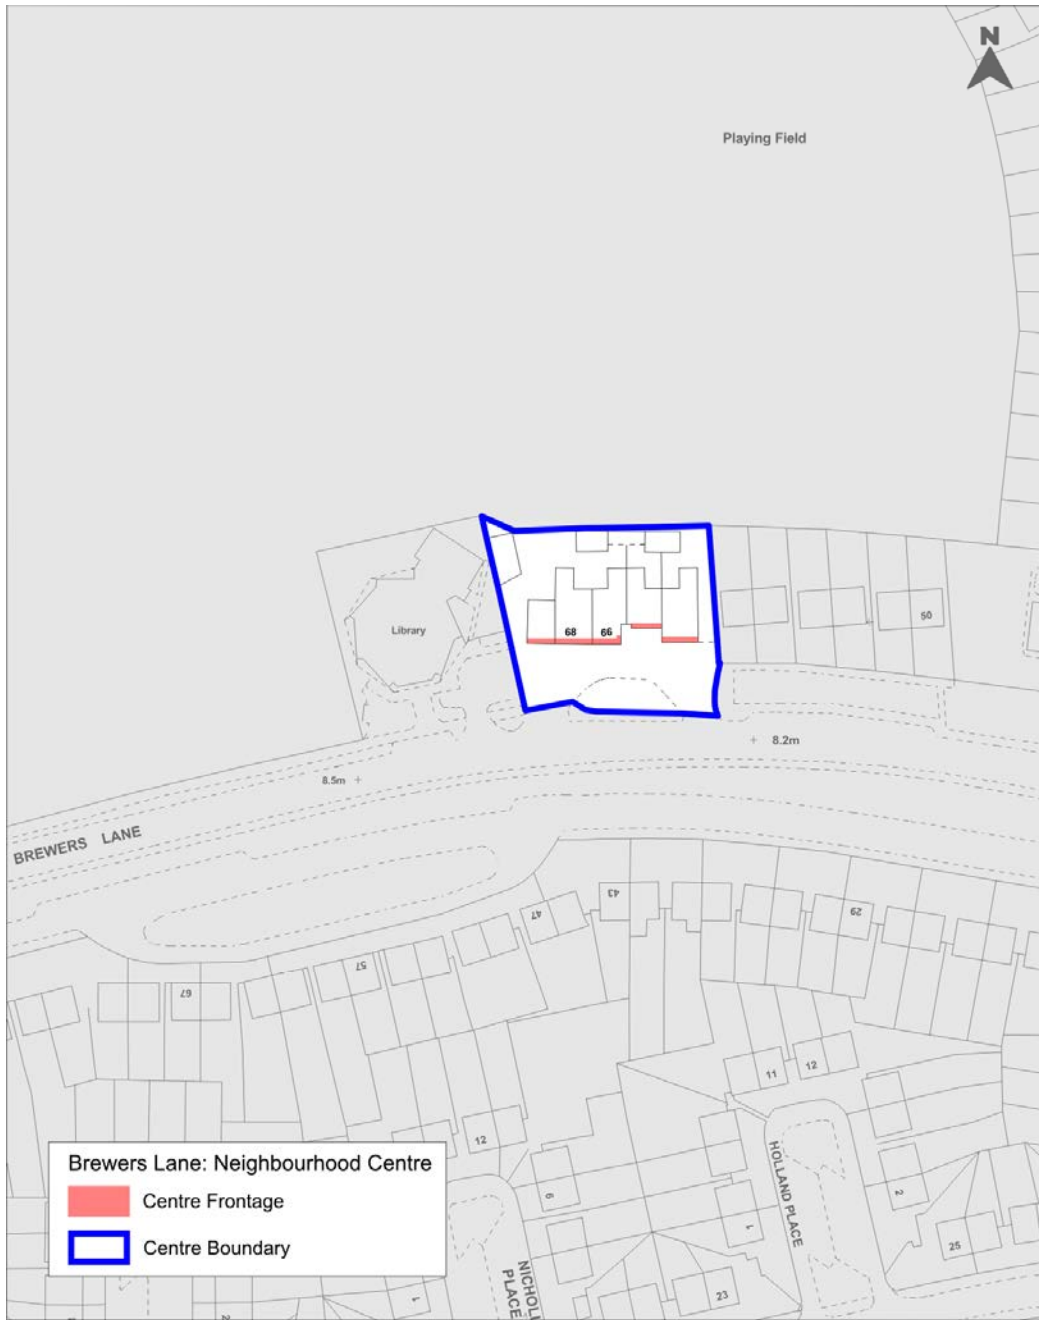 N
Playing Field
68
66
Library
50
8.2m
8.5m
BREWERS LANE
43
47
29
57
67
11
12
12
HOLLAND PLACE
6
2
1
25
NICHOLL
PLACE
23
1
Brewers Lane: Neighbourhood Centre
Centre Frontage
Centre Boundary